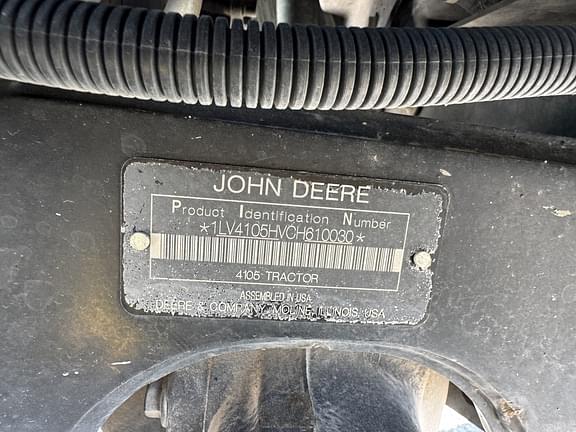 JOHN DEERE
Product Identification Number
*1LV4105HVCH610030*
4105 TRACTOR
ASSEMBLED IN USA
DEERE & COMPANY MOLINE, ILLINOIS, USA